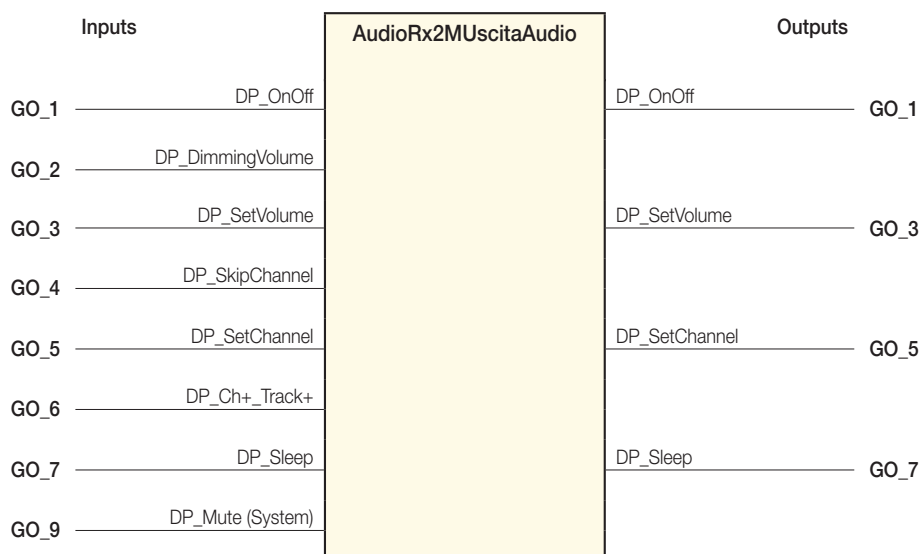 Inputs AudioRx2MUscitaAudio Outputs
GO_1 DP_OnOff DP_OnOff GO_1
GO_2 DP_DimmingVolume
GO_3 DP_SetVolume DP_SetVolume GO_3
GO_4 DP_SkipChannel
GO_5 DP_SetChannel DP_SetChannel GO_5
GO_6 DP_Ch+_Track+
GO_7 DP_Sleep DP_Sleep GO_7
GO_9 DP_Mute (System)